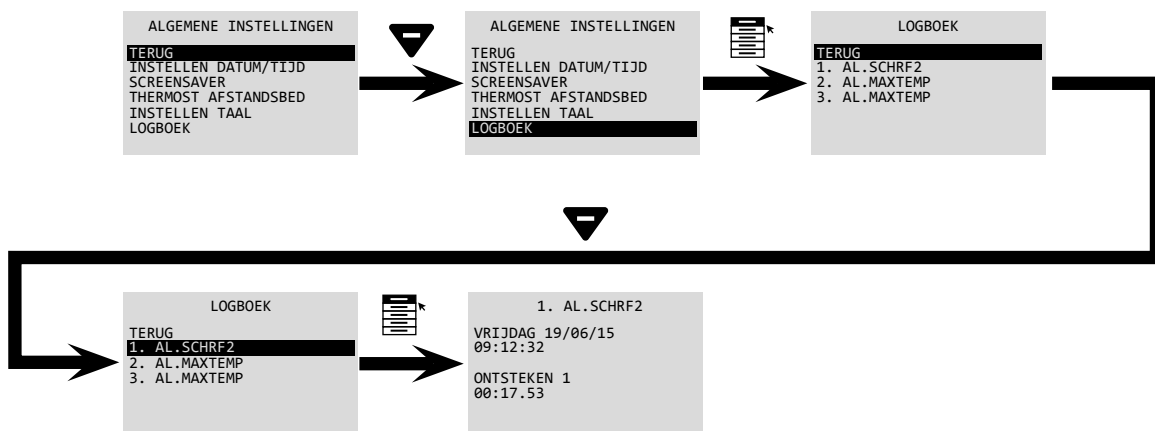 ALGEMENE INSTELLINGEN
TERUG
INSTELLEN DATUM/TIJD
SCREENSAVER
THERMOST AFSTANDSBED
INSTELLEN TAAL
LOGBOEK
ALGEMENE INSTELLINGEN
TERUG
INSTELLEN DATUM/TIJD
SCREENSAVER
THERMOST AFSTANDSBED
INSTELLEN TAAL
LOGBOEK
LOGBOEK
TERUG
1. AL.SCHRF2
2. AL.MAXTEMP
3. AL.MAXTEMP
LOGBOEK
TERUG
1. AL.SCHRF2
2. AL.MAXTEMP
3. AL.MAXTEMP
1. AL.SCHRF2
VRIJDAG 19/06/15
09:12:32
ONTSTEKEN 1
00:17.53